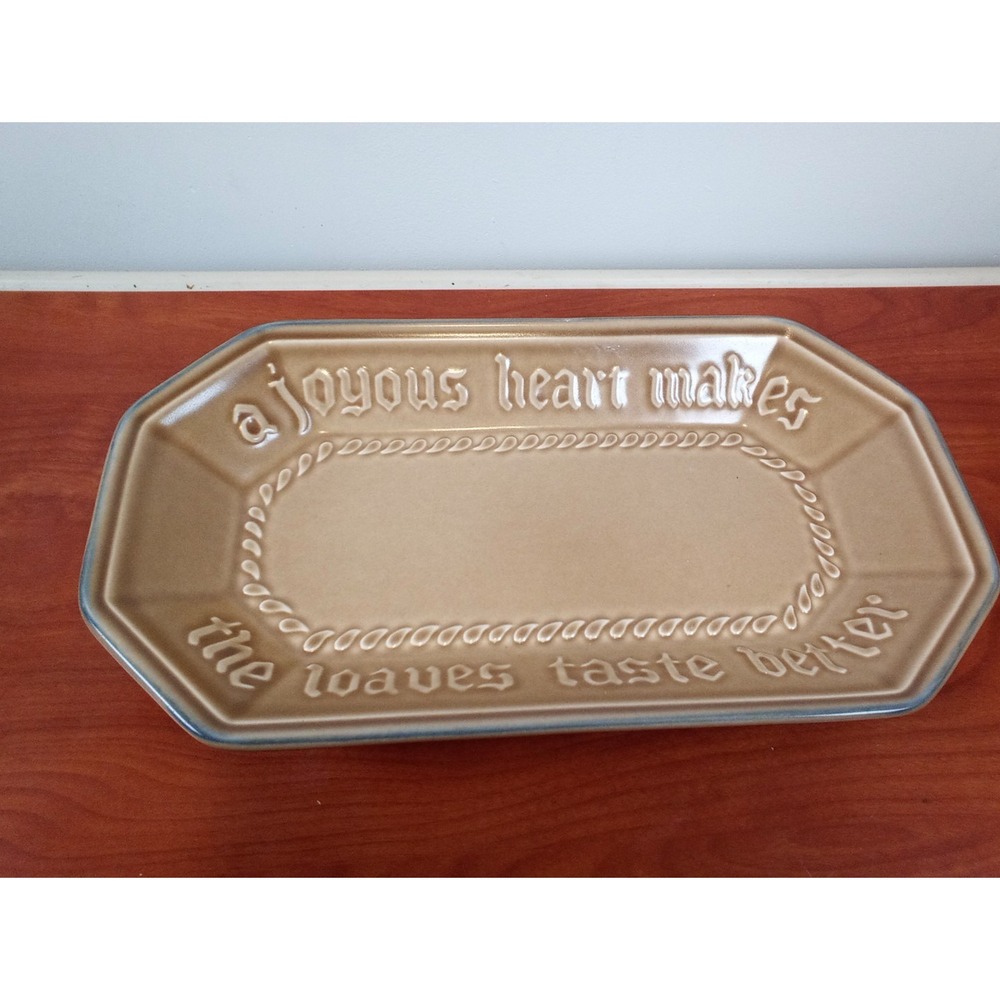 a joyous heart makes
the loaves taste better